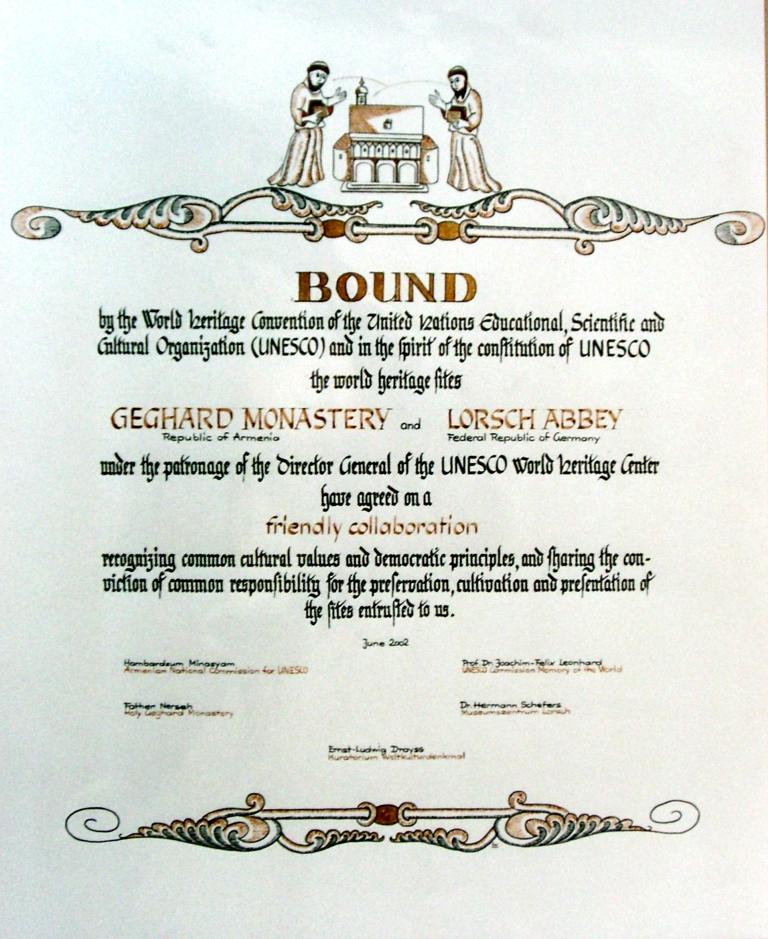 BOUND
by the World Heritage Convention of the United Nations Educational, Scientific and
Cultural Organization (UNESCO) and in the spirit of the constitution of UNESCO
the world heritage sites
GEGHARD MONASTERY and LORSCH ABBEY
Republic of Armenia Federal Republic of Germany
under the patronage of the Director General of the UNESCO World Heritage Center
have agreed on a
friendly collaboration
recognizing common cultural values and democratic principles, and sharing the con-
viction of common responsibility for the preservation, cultivation and presentation of
the sites entrusted to us.
June 2002
Hambardsum Minasyam Prof. Dr. Joachim-Felix Leonhard
Armenian National Commission for UNESCO UNESCO Commission Memory of the World
Father Nerseh Dr. Hermann Schefers
Holy Geghard Monastery Museumszentrum Lorsch
Ernst-Ludwig Drayss
Kuratorium Weltkulturdenkmal